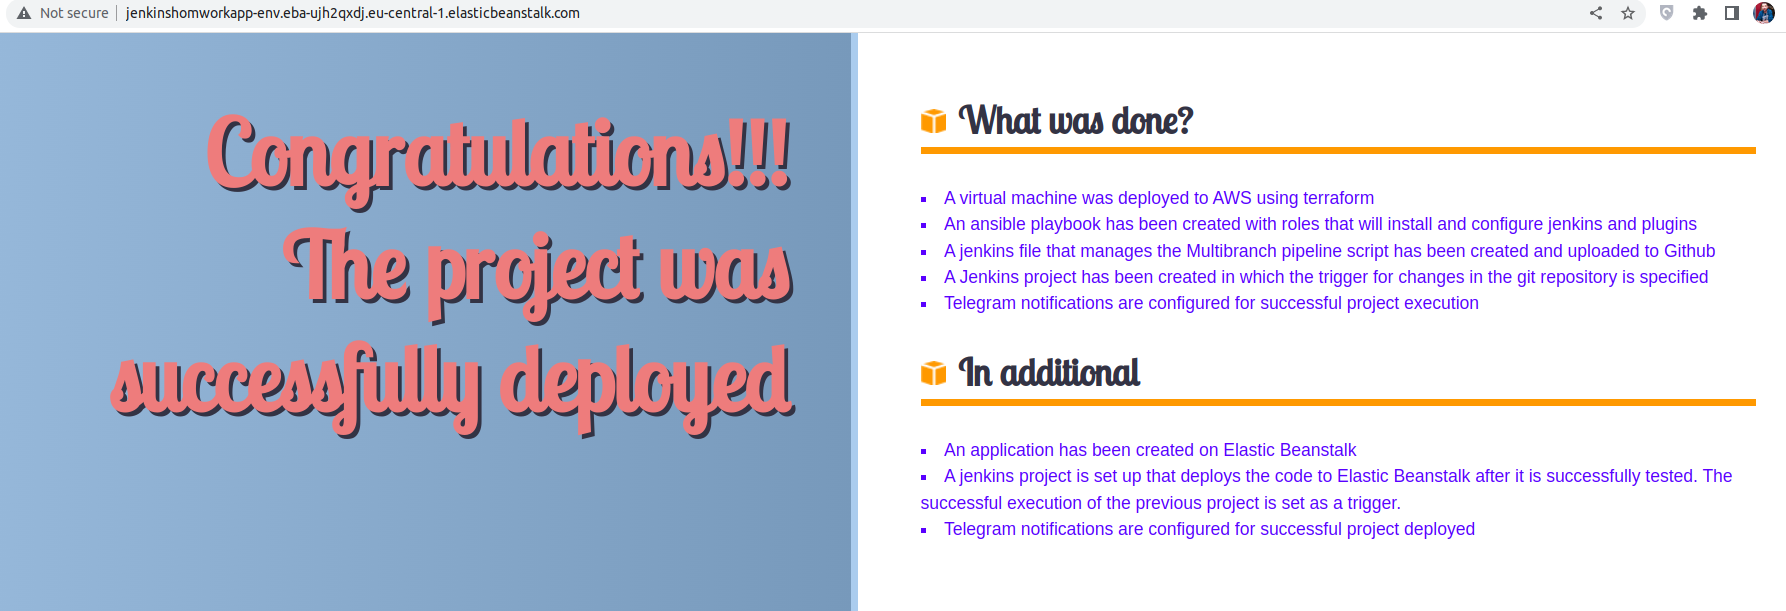 Not secure jenkinshomworkapp-env.eba-ujh2qxdj.eu-central-1.elasticbeanstalk.com
Congratulations!!!
The project was
successfully deployed
What was done?
A virtual machine was deployed to AWS using terraform
An ansible playbook has been created with roles that will install and configure jenkins and plugins
A jenkins file that manages the Multibranch pipeline script has been created and uploaded to Github
A Jenkins project has been created in which the trigger for changes in the git repository is specified
Telegram notifications are configured for successful project execution
In additional
An application has been created on Elastic Beanstalk
A jenkins project is set up that deploys the code to Elastic Beanstalk after it is successfully tested. The
successful execution of the previous project is set as a trigger.
Telegram notifications are configured for successful project deployed